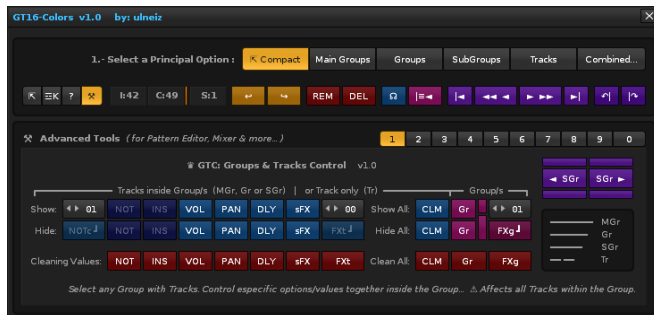 GT16-Colors v1.0 by: ulneiz
1.- Select a Principal Option : Compact Main Groups Groups SubGroups Tracks Combined...
K ? I:42 C:49 S:1 REM DEL Ω
Advanced Tools ( for Pattern Editor, Mixer & more...) 1 2 3 4 5 6 7 8 9 0
GTC: Groups & Tracks Control v1.0
SGr SGr
Tracks inside Group/s (MGr, Gr or SGr) | or Track only (Tr) Group/s
Show: 01 NOT INS VOL PAN DLY sFX 00 Show All: CLM Gr 01
Hide: NOTc INS VOL PAN DLY sFX FXt Hide All: CLM Gr FXg
MGr
Gr
SGr
Tr
Cleaning Values: NOT INS VOL PAN DLY sFX FXt Clean All: CLM Gr FXg
Select any Group with Tracks. Control especific options/values together inside the Group... ⚠ Affects all Tracks within the Group.